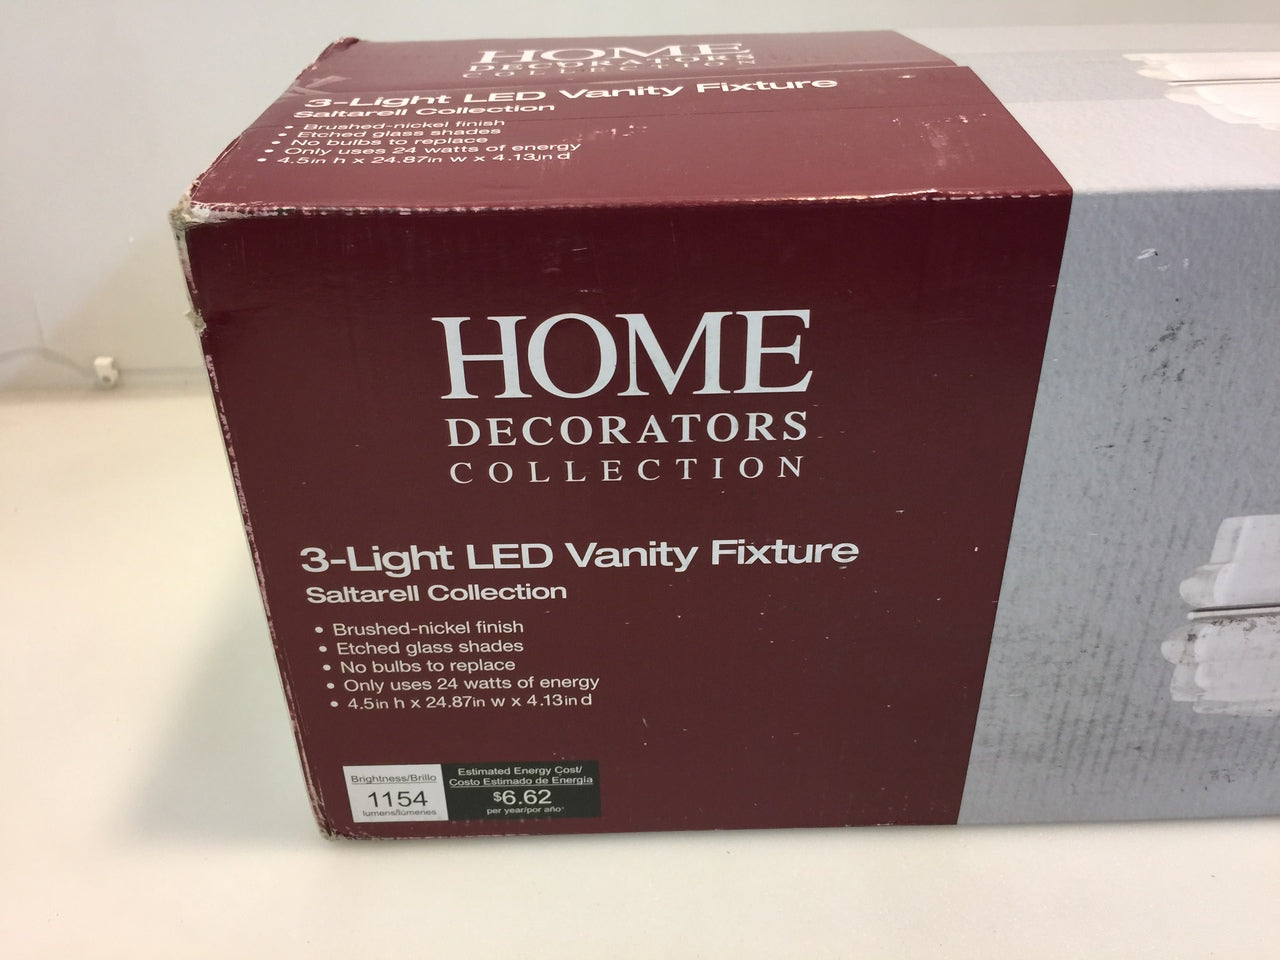 HOME
DECORATORS
COLLECTION
3-Light LED Vanity Fixture
Saltarell Collection
• Brushed-nickel finish
• Etched glass shades
• No bulbs to replace
• Only uses 24 watts of energy
• 4.5in h x 24.87in w x 4.13in d
HOME
DECORATORS
COLLECTION
3-Light LED Vanity Fixture
Saltarell Collection
• Brushed-nickel finish
• Etched glass shades
• No bulbs to replace
• Only uses 24 watts of energy
• 4.5in h x 24.87in w x 4.13in d
Brightness/Brillo
1154
lumens/lúmenes
Estimated Energy Cost/
Costo Estimado de Energía
$6.62
per year/por año*